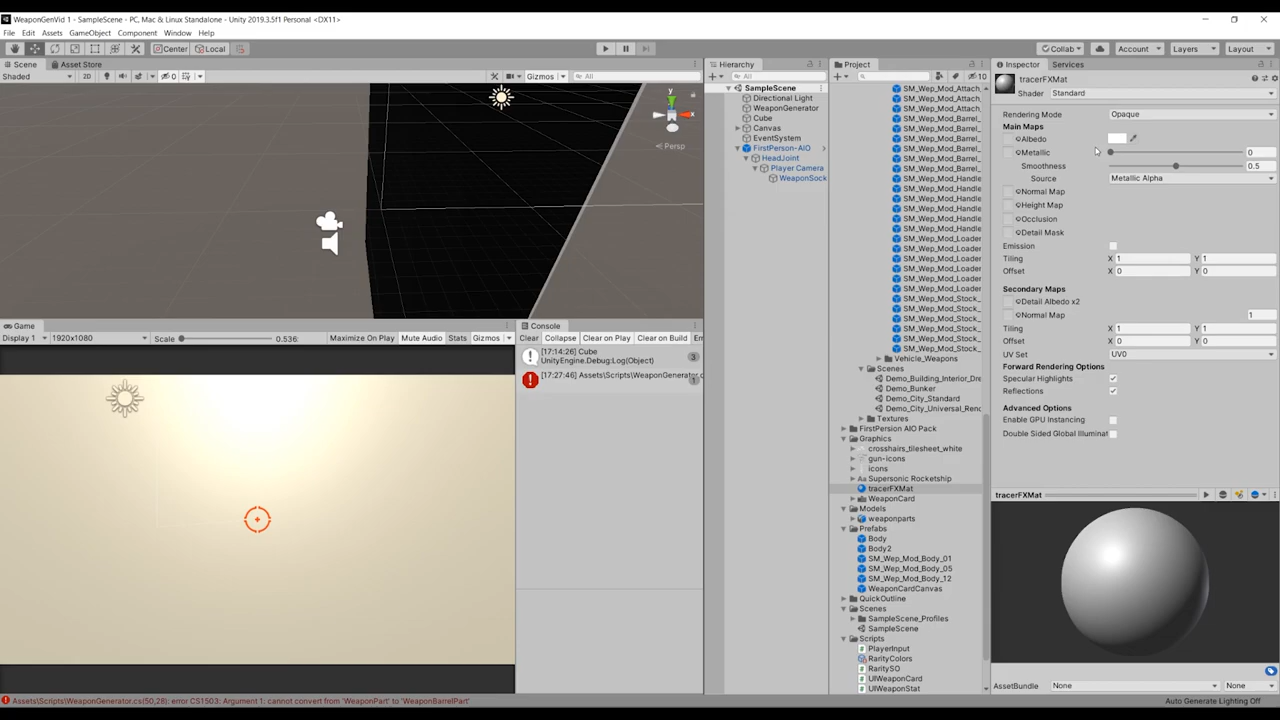 WeaponGenVid 1 - SampleScene - PC, Mac & Linux Standalone - Unity 2019.3.5f1 Personal <DX11>
File Edit Assets GameObject Component Window Help
Center Local Collab Account Layers Layout
Scene Asset Store
Shaded 2D 0 Gizmos All
y
x
Persp
Game
Display 1 1920x1080 Scale 0.536 Maximize On Play Mute Audio Stats Gizmos
Console
Clear Collapse Clear on Play Clear on Build
[17:14:26] Cube 3
UnityEngine.Debug:Log(Object)
[17:27:46] Assets\Scripts\WeaponGenerator.c 1
Hierarchy
All
SampleScene
Directional Light
WeaponGenerator
Cube
Canvas
EventSystem
FirstPerson-AIO
HeadJoint
Player Camera
WeaponSock
Project
10
SM_Wep_Mod_Attach_
SM_Wep_Mod_Attach_
SM_Wep_Mod_Attach_
SM_Wep_Mod_Barrel_
SM_Wep_Mod_Barrel_
SM_Wep_Mod_Barrel_
SM_Wep_Mod_Barrel_
SM_Wep_Mod_Barrel_
SM_Wep_Mod_Barrel_
SM_Wep_Mod_Handle
SM_Wep_Mod_Handle
SM_Wep_Mod_Handle
SM_Wep_Mod_Handle
SM_Wep_Mod_Handle
SM_Wep_Mod_Handle
SM_Wep_Mod_Loader
SM_Wep_Mod_Loader
SM_Wep_Mod_Loader
SM_Wep_Mod_Loader
SM_Wep_Mod_Loader
SM_Wep_Mod_Loader
SM_Wep_Mod_Stock_
SM_Wep_Mod_Stock_
SM_Wep_Mod_Stock_
SM_Wep_Mod_Stock_
SM_Wep_Mod_Stock_
SM_Wep_Mod_Stock_
Vehicle_Weapons
Scenes
Demo_Building_Interior_Dre
Demo_Bunker
Demo_City_Standard
Demo_City_Universal_Rend
Textures
FirstPersion AIO Pack
Graphics
crosshairs_tilesheet_white
gun-icons
icons
Aa Supersonic Rocketship
tracerFXMat
WeaponCard
Models
weaponparts
Prefabs
Body
Body2
SM_Wep_Mod_Body_01
SM_Wep_Mod_Body_05
SM_Wep_Mod_Body_12
WeaponCardCanvas
QuickOutline
Scenes
SampleScene_Profiles
SampleScene
Scripts
PlayerInput
RarityColors
RaritySO
UIWeaponCard
UIWeaponStat
Inspector Services
tracerFXMat
Shader Standard
Rendering Mode Opaque
Main Maps
Albedo
Metallic 0
Smoothness 0.5
Source Metallic Alpha
Normal Map
Height Map
Occlusion
Detail Mask
Emission
Tiling X 1 Y 1
Offset X 0 Y 0
Secondary Maps
Detail Albedo x2
Normal Map 1
Tiling X 1 Y 1
Offset X 0 Y 0
UV Set UV0
Forward Rendering Options
Specular Highlights
Reflections
Advanced Options
Enable GPU Instancing
Double Sided Global Illuminat
tracerFXMat
AssetBundle None None
Assets\Scripts\WeaponGenerator.cs(50,28): error CS1503: Argument 1: cannot convert from 'WeaponPart' to 'WeaponBarrelPart'
Auto Generate Lighting Off